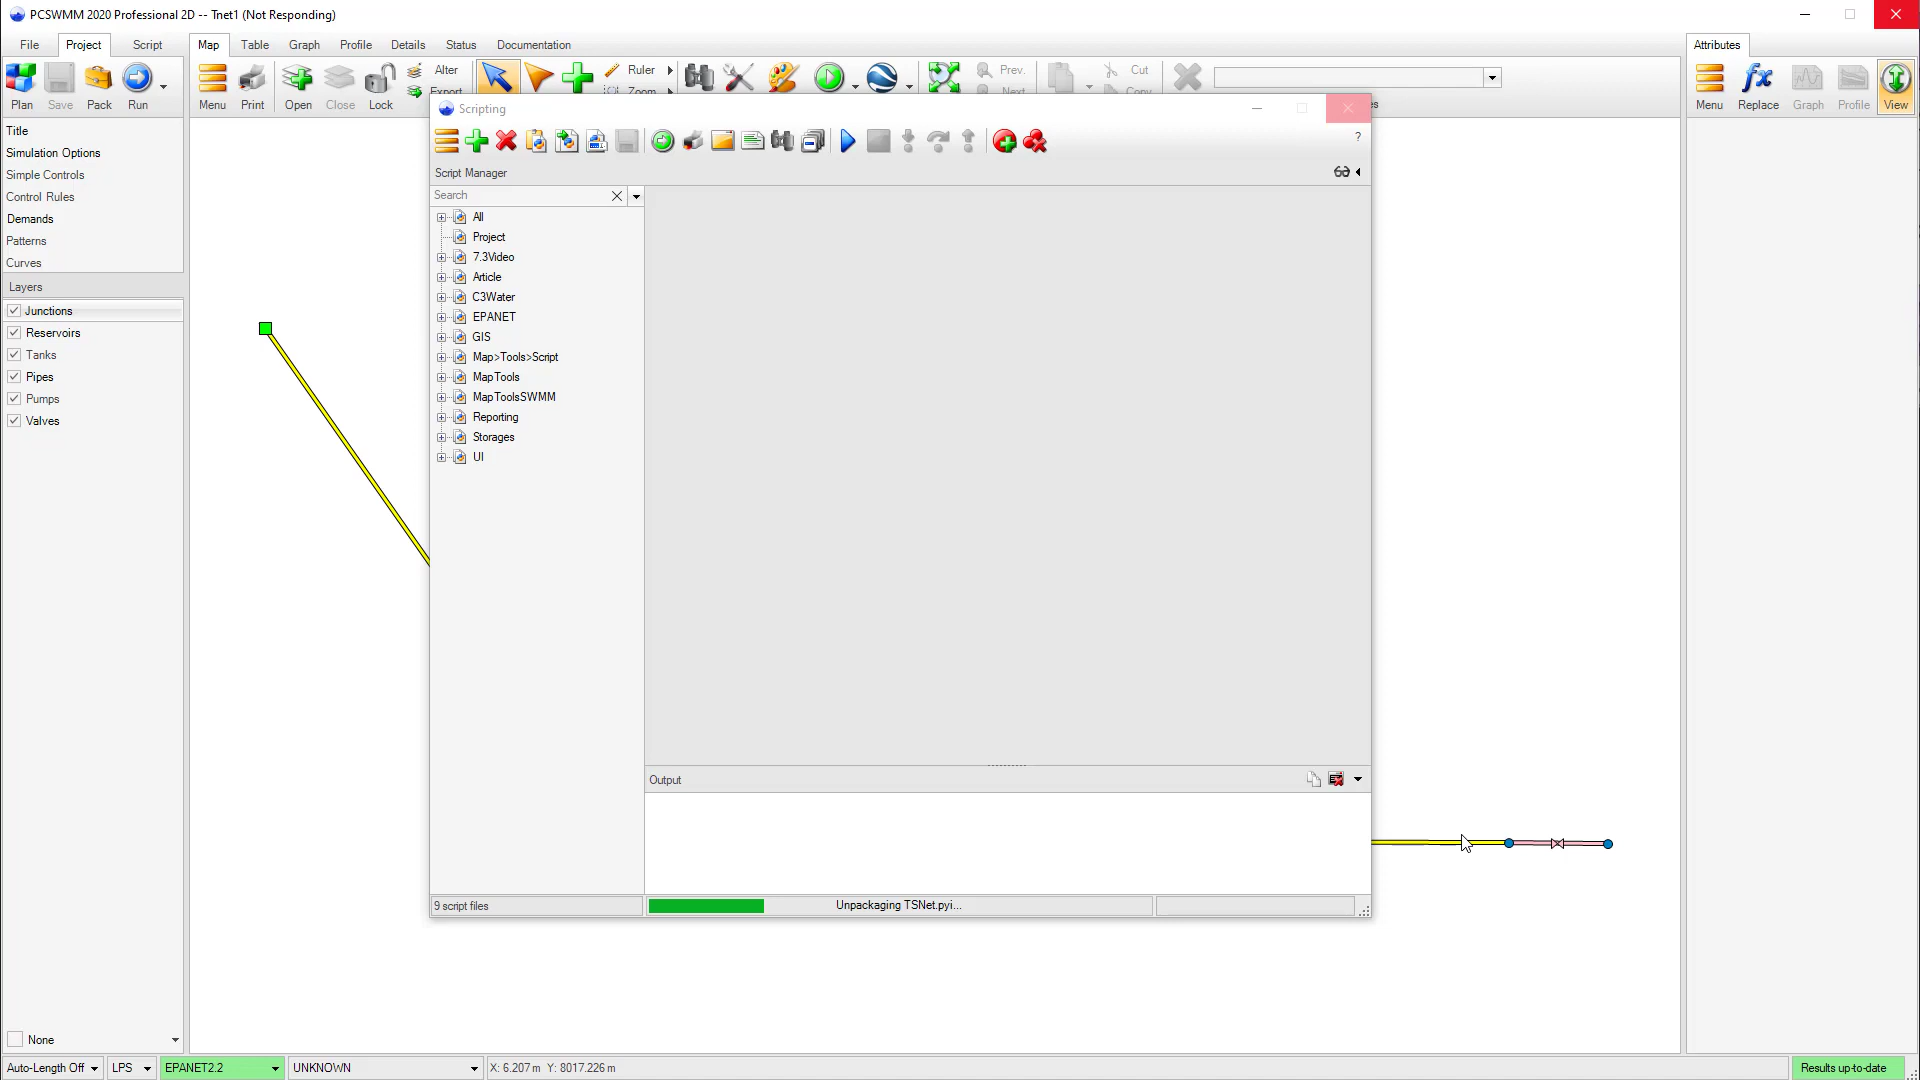 PCSWMM 2020 Professional 2D -- Tnet1 (Not Responding)
File Project Script Map Table Graph Profile Details Status Documentation Attributes
Plan Save Pack Run Menu Print Open Close Lock Alter Export Ruler Zoom Prev. Next Cut Copy Menu Replace Graph Profile View
Title
Simulation Options
Simple Controls
Control Rules
Demands
Patterns
Curves
Layers
Junctions
Reservoirs
Tanks
Pipes
Pumps
Valves
None
Scripting
?
Script Manager
Search
All
Project
7.3Video
Article
C3Water
EPANET
GIS
Map>Tools>Script
MapTools
MapToolsSWMM
Reporting
Storages
UI
Output
9 script files
Unpackaging TSNet.pyi...
Auto-Length Off LPS EPANET2.2 UNKNOWN X: 6.207 m Y: 8017.226 m Results up-to-date